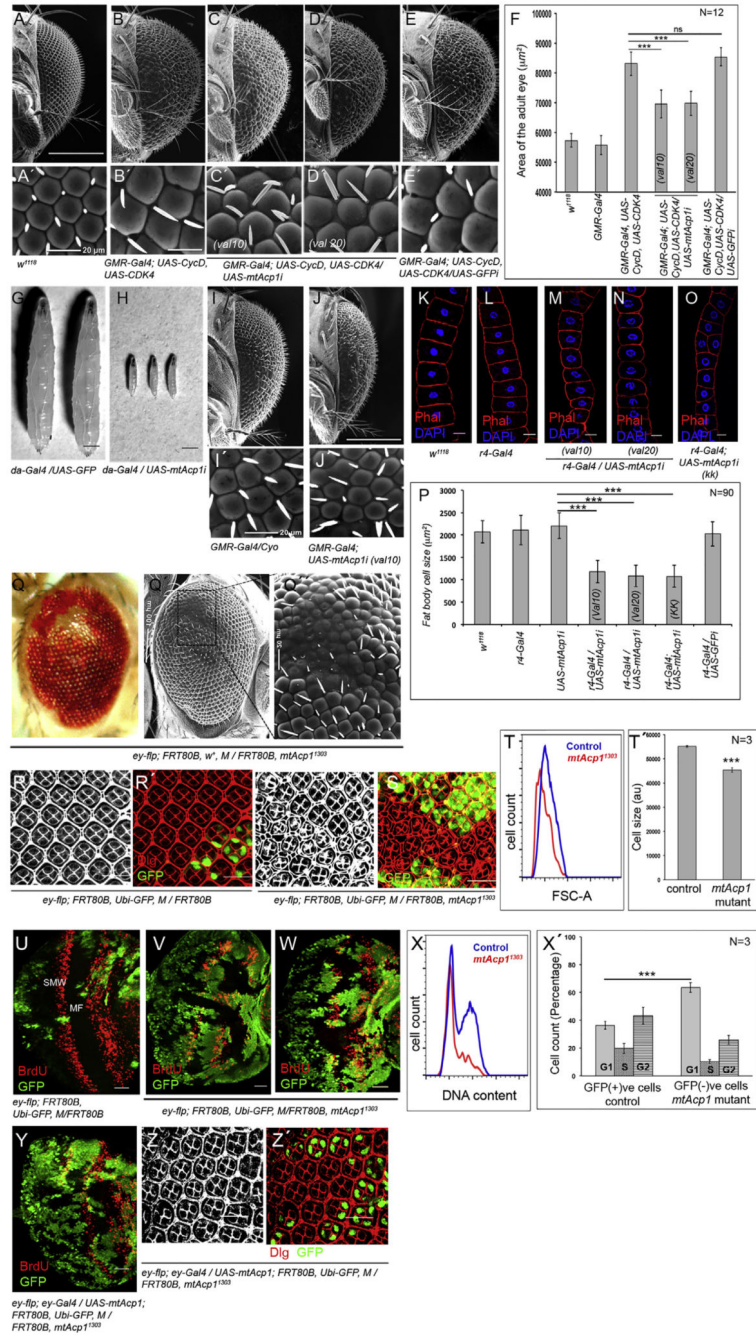 A B C D E
A´ B´ C´ D´ E´
20 µm
(val10) (val 20)
w1118
GMR-Gal4; UAS-CycD,
UAS-CDK4
GMR-Gal4; UAS-CycD, UAS-CDK4/
UAS-mtAcp1i
GMR-Gal4; UAS-CycD,
UAS-CDK4/UAS-GFPi
F
N=12
ns
***
***
Area of the adult eye (µm²)
90000
80000
70000
60000
50000
40000
(val10)
(val20)
w1118
GMR-Gal4
GMR-Gal4, UAS-
CycD, UAS-CDK4
GMR-Gal4; UAS-
CycD,UAS-CDK4/
UAS-mtAcp1i
GMR-Gal4; UAS-
CycD,UAS-CDK4/
UAS-GFPi
G H
da-Gal4 /UAS-GFP
da-Gal4 / UAS-mtAcp1i
I J
I´ J´
20 µm
GMR-Gal4/Cyo
GMR-Gal4;
UAS-mtAcp1i (val10)
K L M N O
Phal Phal Phal Phal Phal
DAPI DAPI DAPI DAPI DAPI
w1118
r4-Gal4
(val10) (val20)
r4-Gal4 / UAS-mtAcp1i
r4-Gal4;
UAS-mtAcp1i
(kk)
P
N=90
***
***
***
Fat body cell size (µm²)
3000
2500
2000
1500
1000
500
0
(Val10)
(Val20)
(KK)
w1118
r4-Gal4
UAS-mtAcp1i
r4-Gal4 /
UAS-mtAcp1i
r4-Gal4 /
UAS-mtAcp1i
r4-Gal4;
UAS-mtAcp1i
r4-Gal4 /
UAS-GFPi
Q
ey-flp; FRT80B, w+, M / FRT80B, mtAcp11303
R R´ S
Dlg
GFP
GFP
ey-flp; FRT80B, Ubi-GFP, M / FRT80B
ey-flp; FRT80B, Ubi-GFP, M / FRT80B, mtAcp11303
T
Control
mtAcp11303
cell count
FSC-A
T´
N=3
***
Cell size (au)
60000
50000
40000
30000
20000
10000
0
control
mtAcp1
mutant
U V W
SMW
MF
BrdU BrdU BrdU
GFP GFP GFP
ey-flp; FRT80B,
Ubi-GFP, M/FRT80B
ey-flp; FRT80B, Ubi-GFP, M/FRT80B, mtAcp11303
X
Control
mtAcp11303
cell count
DNA content
X´
N=3
***
Cell count (Percentage)
100
80
60
40
20
0
G1 S G2
G1 S G2
GFP(+)ve cells
control
GFP(-)ve cells
mtAcp1 mutant
Y Z Z´
BrdU
GFP
Dlg GFP
ey-flp; ey-Gal4 / UAS-mtAcp1; FRT80B, Ubi-GFP, M /
FRT80B, mtAcp11303
ey-flp; ey-Gal4 / UAS-mtAcp1;
FRT80B, Ubi-GFP, M /
FRT80B, mtAcp11303